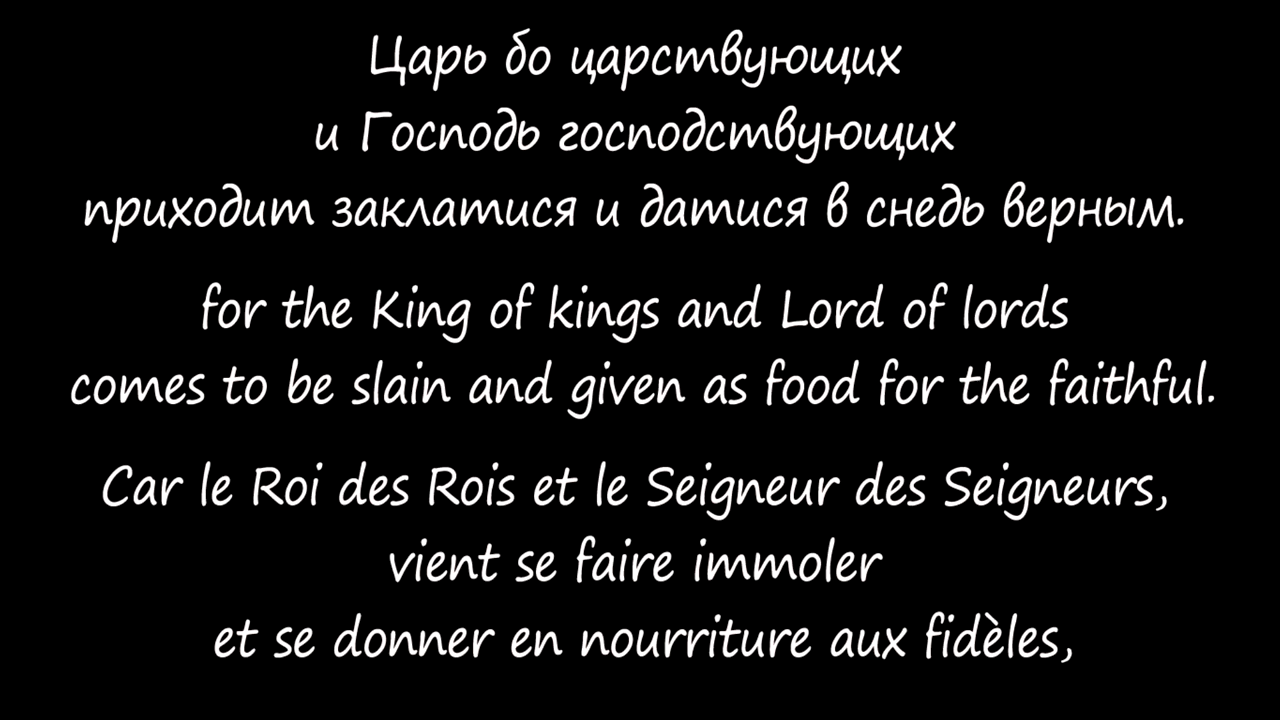 Царь бо царствующих
и Господь господствующих
приходит заклатися и датися в снедь верным.
for the King of kings and Lord of lords
comes to be slain and given as food for the faithful.
Car le Roi des Rois et le Seigneur des Seigneurs,
vient se faire immoler
et se donner en nourriture aux fidèles,